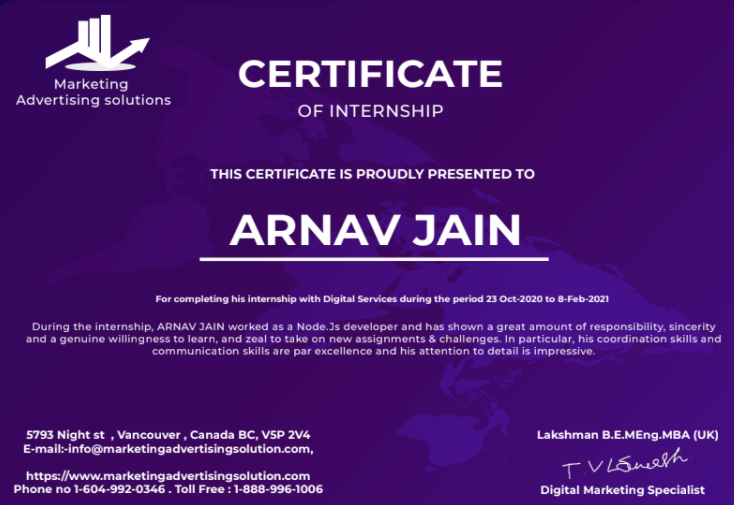 Marketing
Advertising solutions
CERTIFICATE
OF INTERNSHIP
THIS CERTIFICATE IS PROUDLY PRESENTED TO
ARNAV JAIN
For completing his internship with Digital Services during the period 23 Oct-2020 to 8-Feb-2021
During the internship, ARNAV JAIN worked as a Node.Js developer and has shown a great amount of responsibility, sincerity
and a genuine willingness to learn, and zeal to take on new assignments & challenges. In particular, his coordination skills and
communication skills are par excellence and his attention to detail is impressive.
5793 Night st , Vancouver , Canada BC, V5P 2V4
E-mail:-info@marketingadvertisingsolution.com,
https://www.marketingadvertisingsolution.com
Phone no 1-604-992-0346 . Toll Free : 1-888-996-1006
Lakshman B.E.MEng.MBA (UK)
T V L
Digital Marketing Specialist